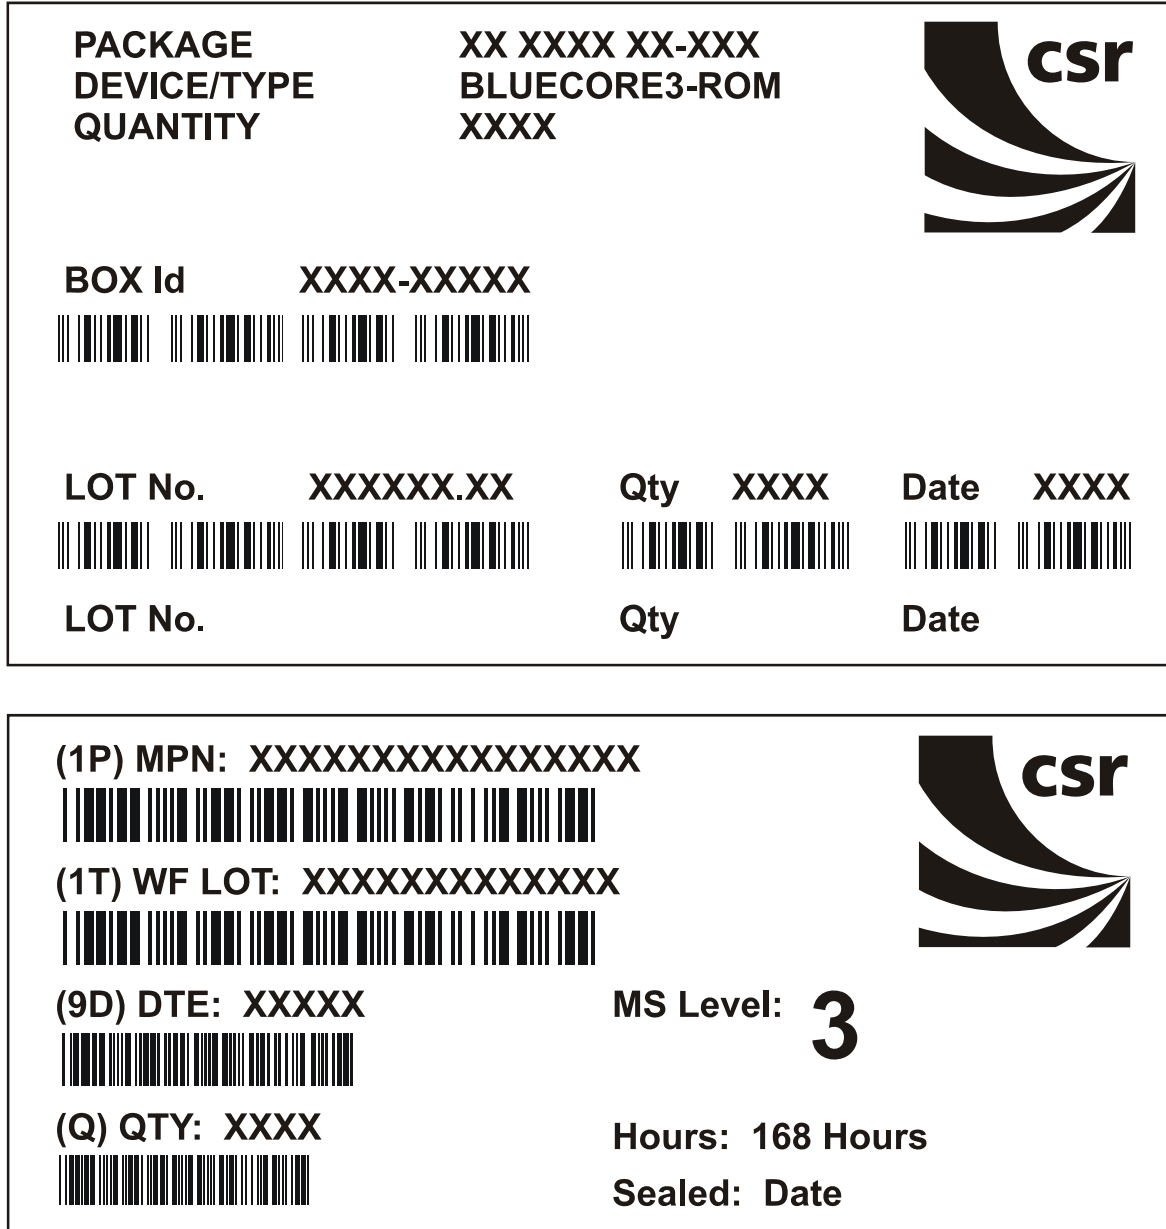 PACKAGE XX XXXX XX-XXX
DEVICE/TYPE BLUECORE3-ROM
QUANTITY XXXX
csr
BOX Id XXXX-XXXXX
LOT No. XXXXXX.XX Qty XXXX Date XXXX
LOT No. Qty Date
(1P) MPN: XXXXXXXXXXXXXXXX
csr
(1T) WF LOT: XXXXXXXXXXXXX
(9D) DTE: XXXXX MS Level: 3
(Q) QTY: XXXX Hours: 168 Hours
Sealed: Date